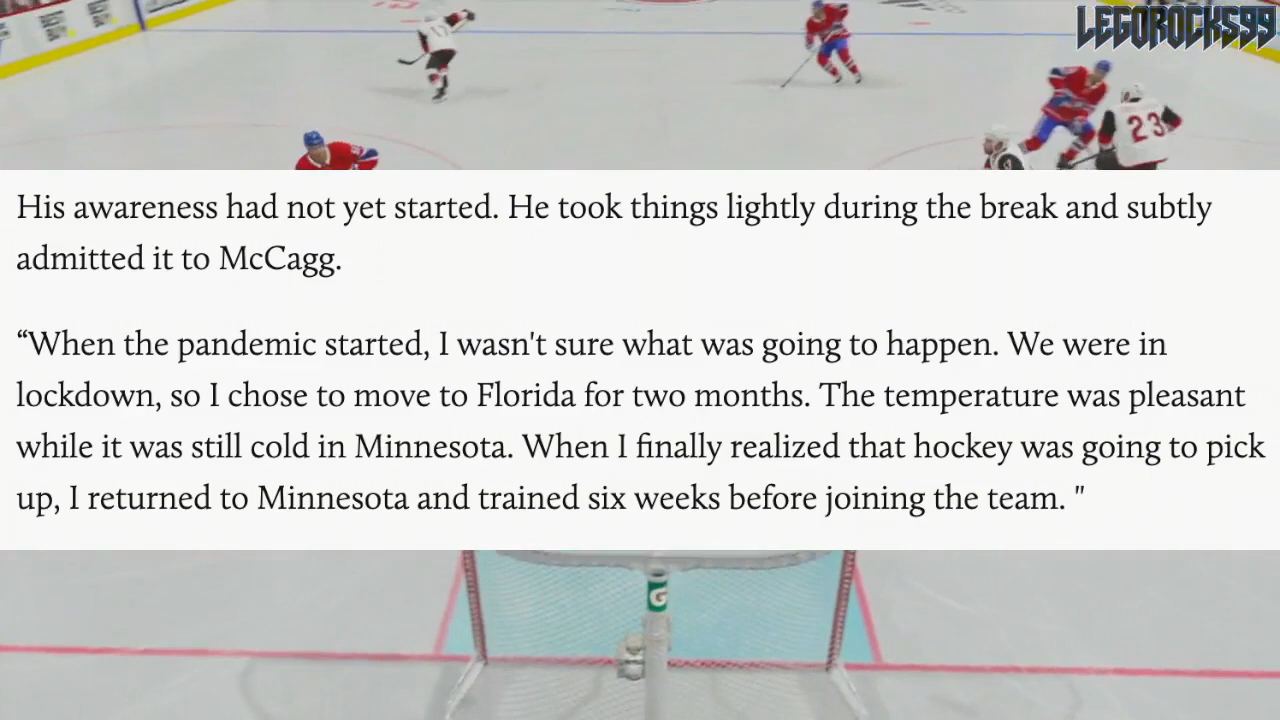 LEGOROCKS99
23
His awareness had not yet started. He took things lightly during the break and subtly
admitted it to McCagg.
“When the pandemic started, I wasn't sure what was going to happen. We were in
lockdown, so I chose to move to Florida for two months. The temperature was pleasant
while it was still cold in Minnesota. When I finally realized that hockey was going to pick
up, I returned to Minnesota and trained six weeks before joining the team. "
G